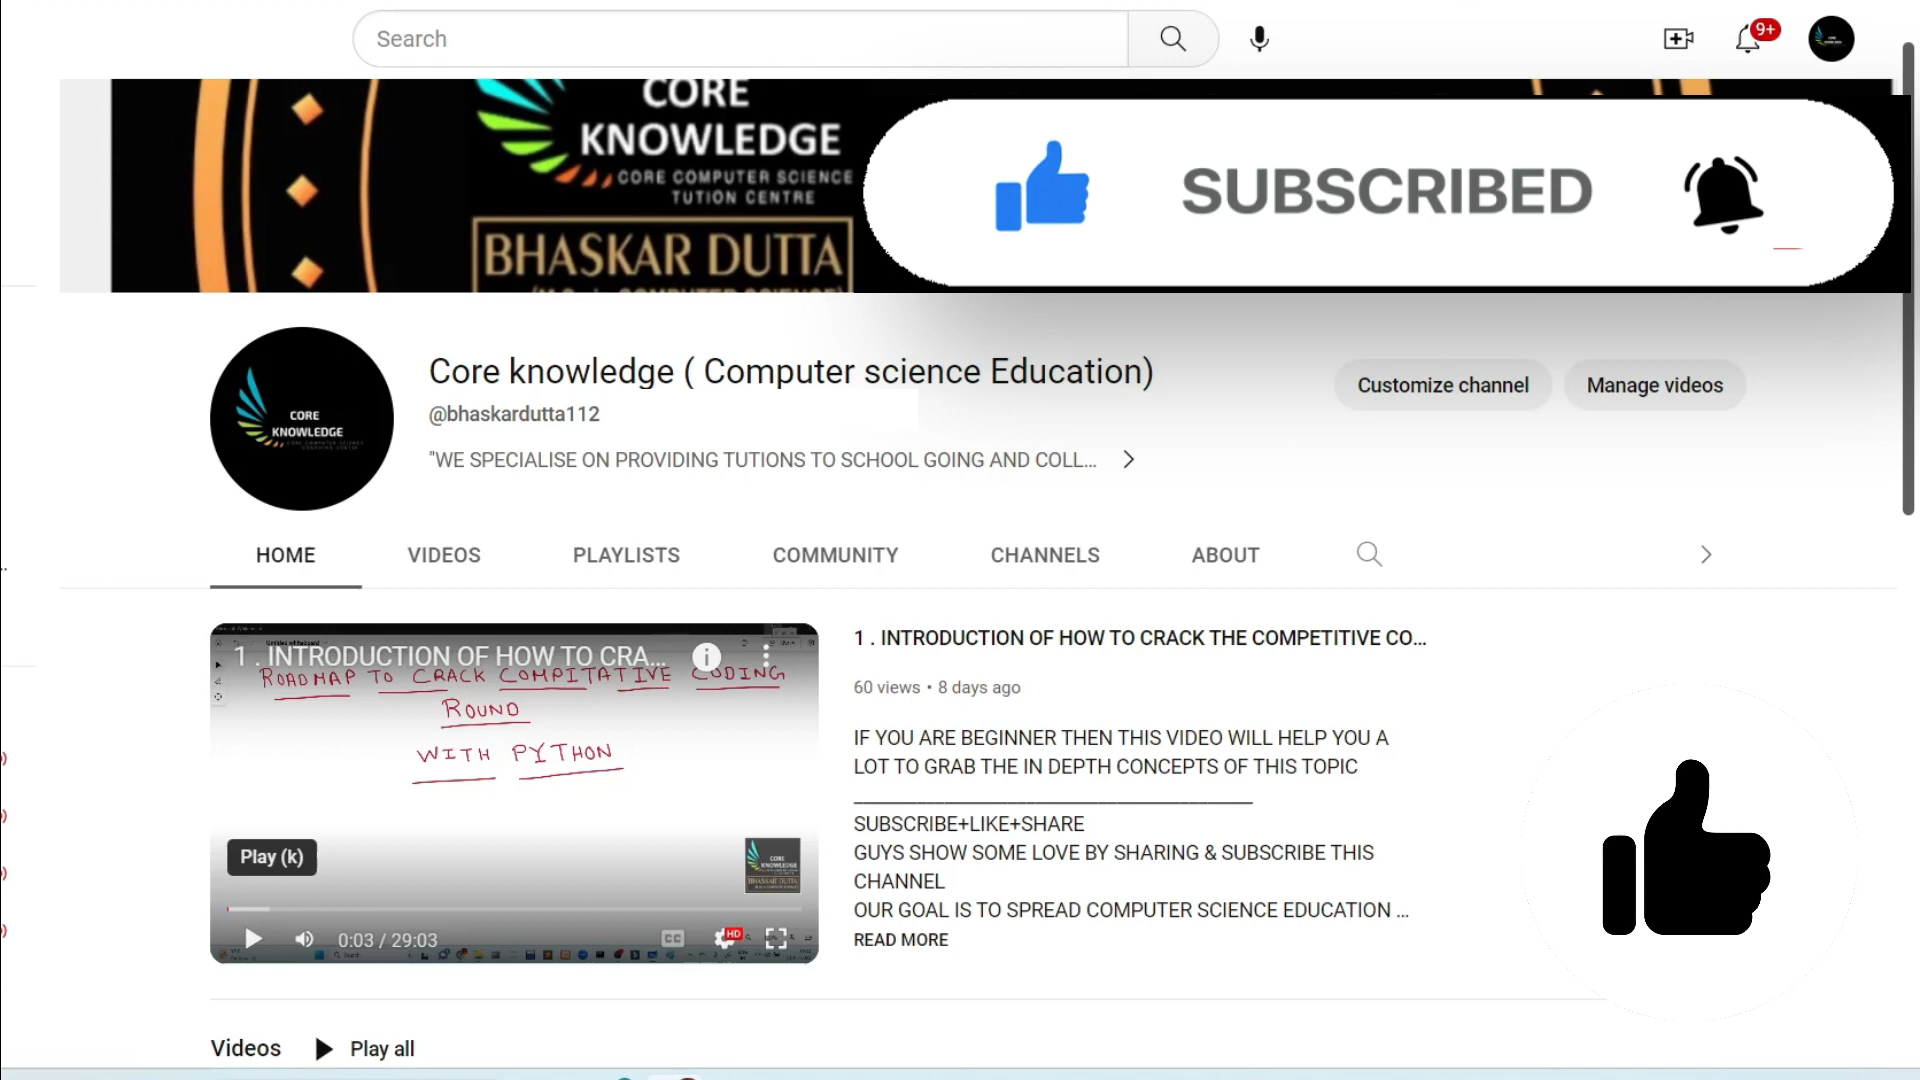 Search
9+
CORE
KNOWLEDGE
CORE COMPUTER SCIENCE
TUTION CENTRE
BHASKAR DUTTA
SUBSCRIBED
CORE
KNOWLEDGE
Core knowledge ( Computer science Education)
@bhaskardutta112
"WE SPECIALISE ON PROVIDING TUTIONS TO SCHOOL GOING AND COLL...
Customize channel
Manage videos
HOME
VIDEOS
PLAYLISTS
COMMUNITY
CHANNELS
ABOUT
1 . INTRODUCTION OF HOW TO CRA...
ROADMAP TO CRACK COMPITATIVE CODING
ROUND
WITH PYTHON
Play (k)
CORE
KNOWLEDGE
BHASKAR DUTTA
0:03 / 29:03
CC
HD
1 . INTRODUCTION OF HOW TO CRACK THE COMPETITIVE CO...
60 views • 8 days ago
IF YOU ARE BEGINNER THEN THIS VIDEO WILL HELP YOU A
LOT TO GRAB THE IN DEPTH CONCEPTS OF THIS TOPIC
SUBSCRIBE+LIKE+SHARE
GUYS SHOW SOME LOVE BY SHARING & SUBSCRIBE THIS
CHANNEL
OUR GOAL IS TO SPREAD COMPUTER SCIENCE EDUCATION ...
READ MORE
Videos
Play all